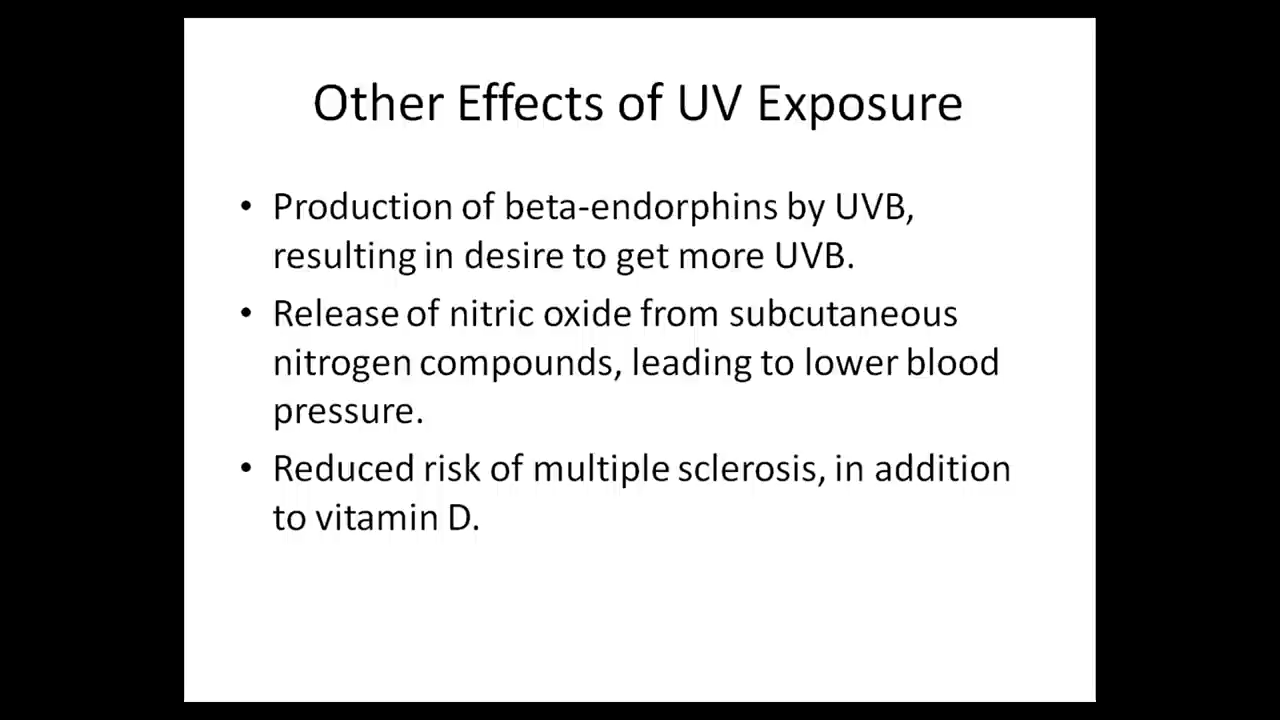 Other Effects of UV Exposure
• Production of beta-endorphins by UVB,
resulting in desire to get more UVB.
• Release of nitric oxide from subcutaneous
nitrogen compounds, leading to lower blood
pressure.
• Reduced risk of multiple sclerosis, in addition
to vitamin D.